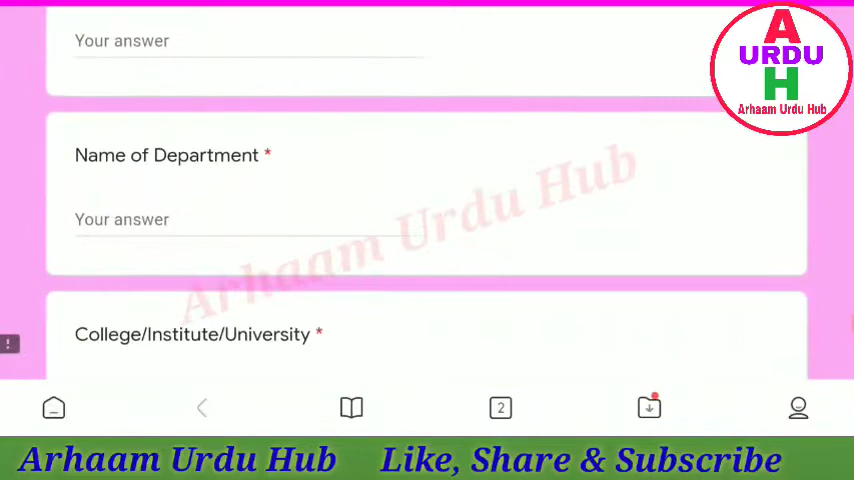 Your answer
A
URDU
H
Arhaam Urdu Hub
Name of Department *
Your answer
Arhaam Urdu Hub
College/Institute/University *
!
2
Arhaam Urdu Hub Like, Share & Subscribe